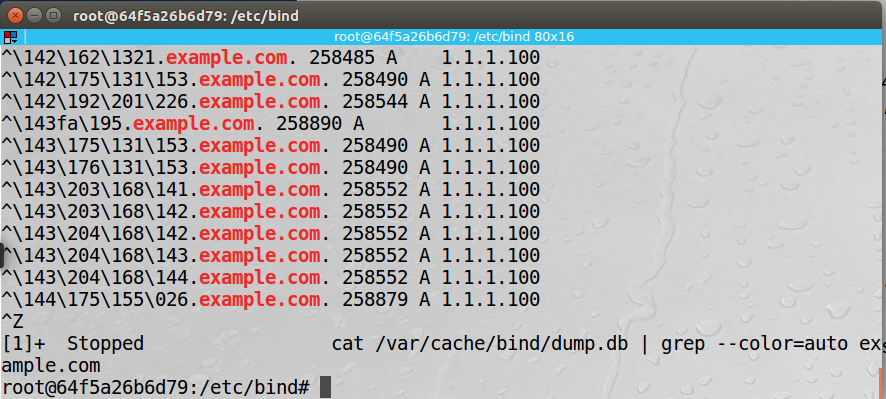 root@64f5a26b6d79: /etc/bind
root@64f5a26b6d79: /etc/bind 80x16
^\142\162\1321.example.com. 258485 A    1.1.1.100
^\142\175\131\153.example.com. 258490 A 1.1.1.100
^\142\192\201\226.example.com. 258544 A 1.1.1.100
^\143fa\195.example.com. 258890 A       1.1.1.100
^\143\175\131\153.example.com. 258490 A 1.1.1.100
^\143\176\131\153.example.com. 258490 A 1.1.1.100
^\143\203\168\141.example.com. 258552 A 1.1.1.100
^\143\203\168\142.example.com. 258552 A 1.1.1.100
^\143\204\168\142.example.com. 258552 A 1.1.1.100
^\143\204\168\143.example.com. 258552 A 1.1.1.100
^\143\204\168\144.example.com. 258552 A 1.1.1.100
^\144\175\155\026.example.com. 258879 A 1.1.1.100
^Z
[1]+  Stopped                 cat /var/cache/bind/dump.db | grep --color=auto ex
ample.com
root@64f5a26b6d79:/etc/bind#